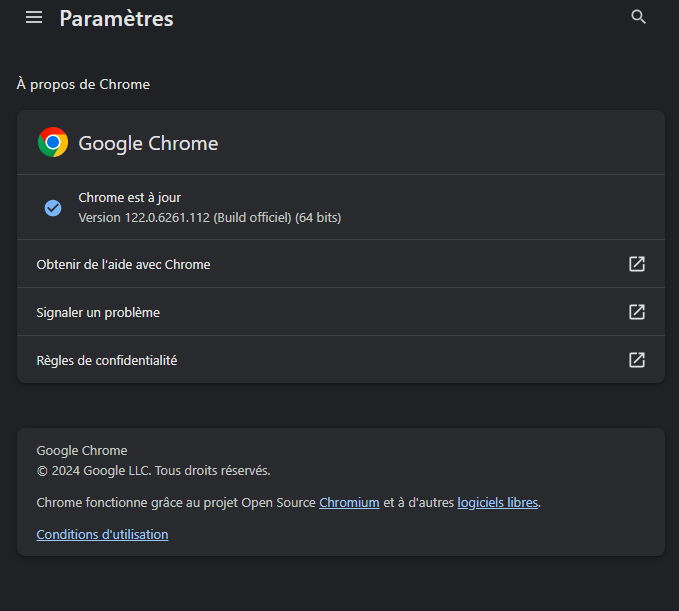 Paramètres
À propos de Chrome
Google Chrome
Chrome est à jour
Version 122.0.6261.112 (Build officiel) (64 bits)
Obtenir de l'aide avec Chrome
Signaler un problème
Règles de confidentialité
Google Chrome
© 2024 Google LLC. Tous droits réservés.
Chrome fonctionne grâce au projet Open Source Chromium et à d'autres logiciels libres.
Conditions d'utilisation